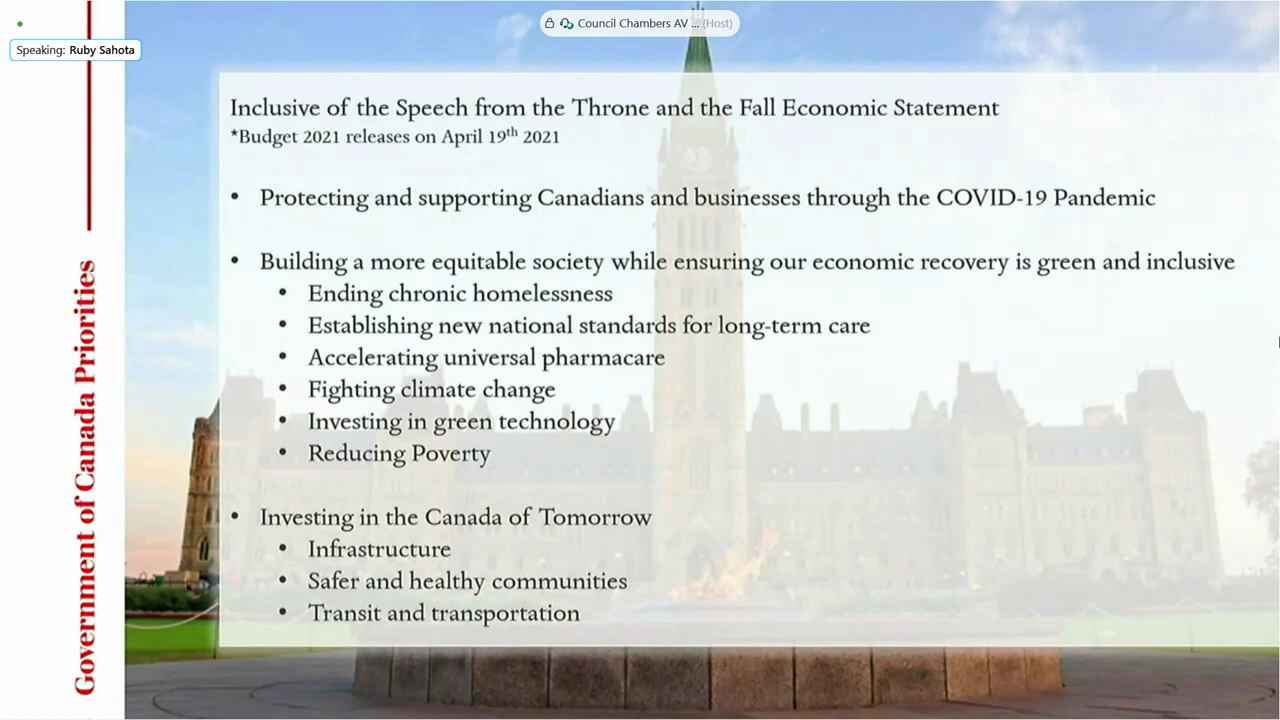 Council Chambers AV ... (Host)
Speaking: Ruby Sahota
Government of Canada Priorities
Inclusive of the Speech from the Throne and the Fall Economic Statement
*Budget 2021 releases on April 19th 2021
• Protecting and supporting Canadians and businesses through the COVID-19 Pandemic
• Building a more equitable society while ensuring our economic recovery is green and inclusive
• Ending chronic homelessness
• Establishing new national standards for long-term care
• Accelerating universal pharmacare
• Fighting climate change
• Investing in green technology
• Reducing Poverty
• Investing in the Canada of Tomorrow
• Infrastructure
• Safer and healthy communities
• Transit and transportation